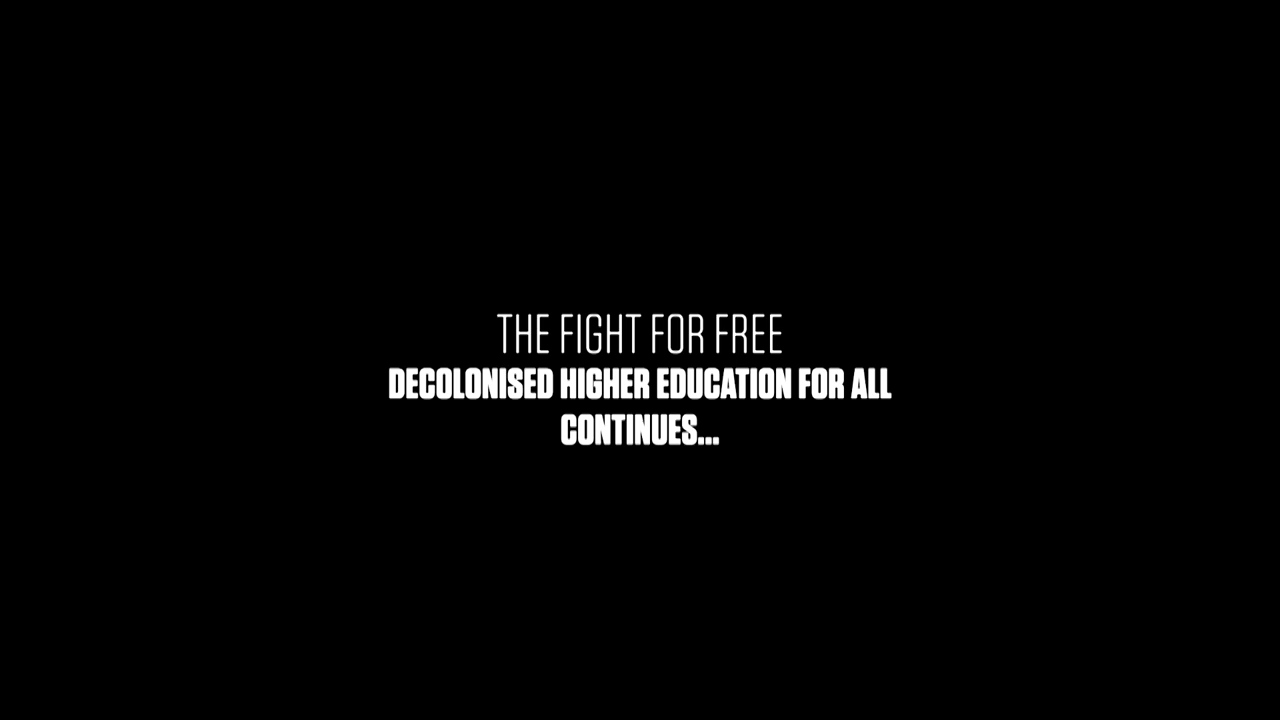 THE FIGHT FOR FREE
DECOLONISED HIGHER EDUCATION FOR ALL
CONTINUES...